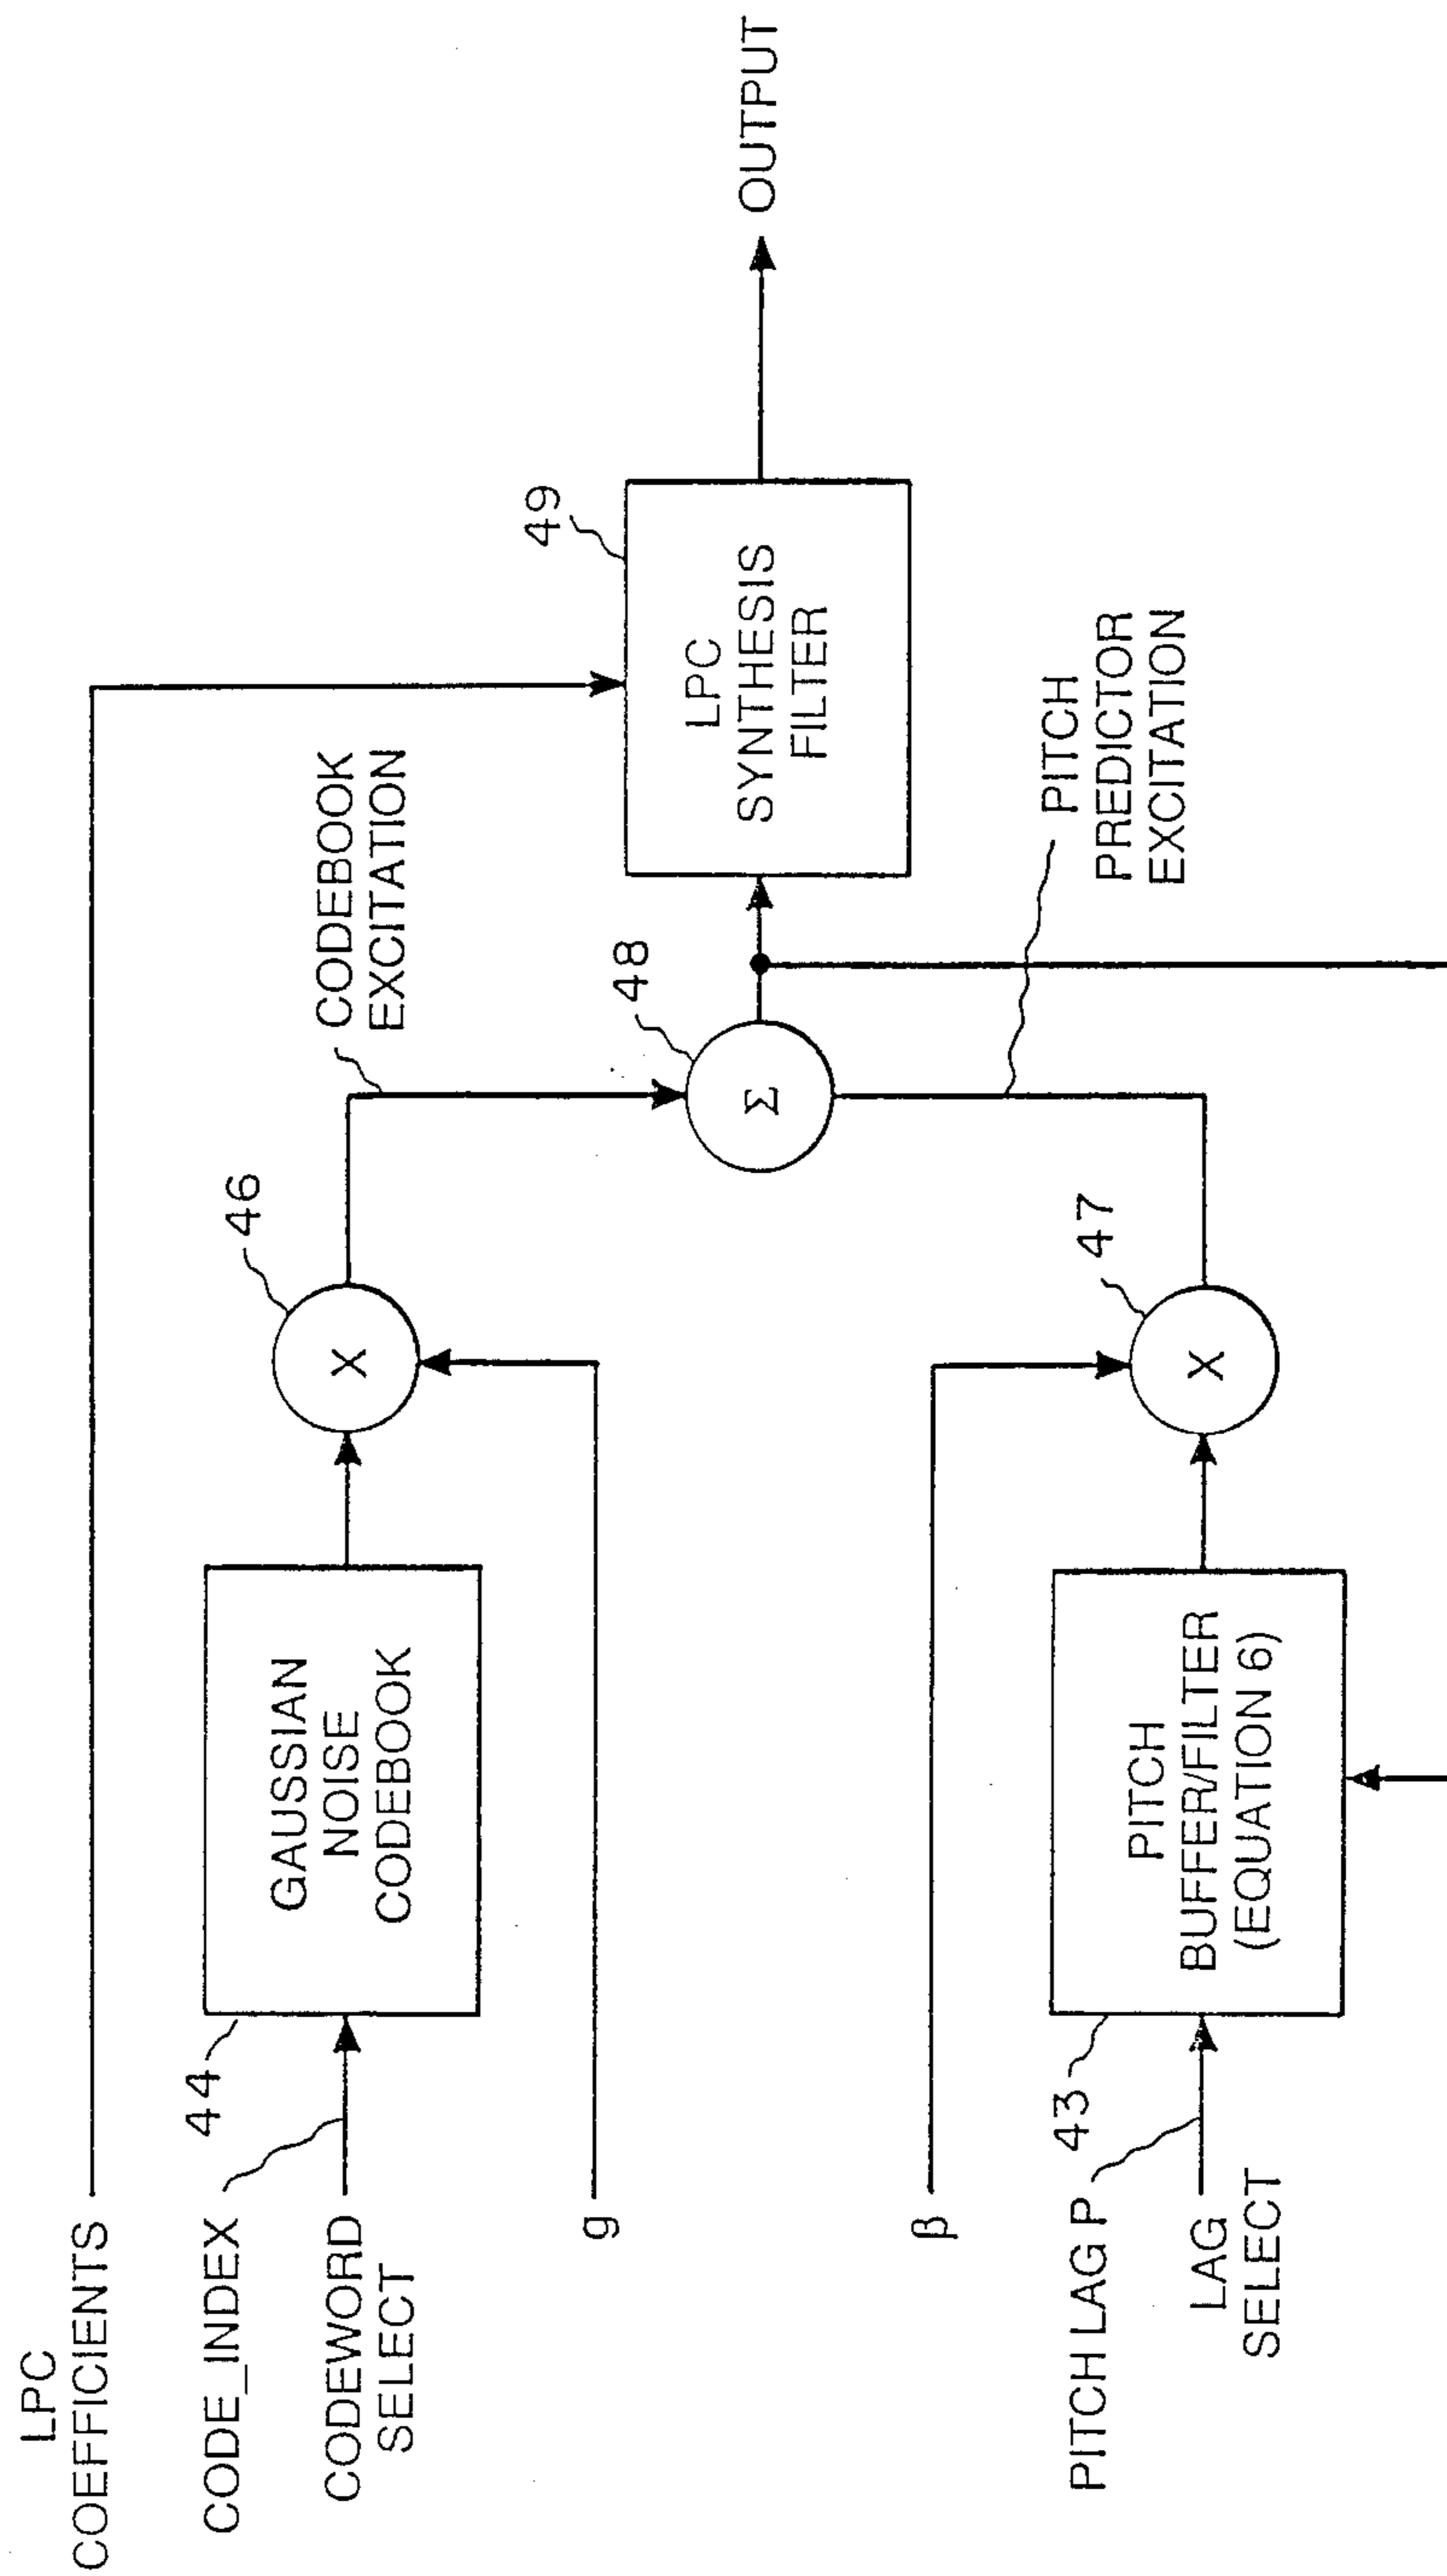 LPC
COEFFICIENTS
CODE_INDEX
CODEWORD
SELECT
44
GAUSSIAN
NOISE
CODEBOOK
g
46
X
CODEBOOK
EXCITATION
48
Σ
49
LPC
SYNTHESIS
FILTER
OUTPUT
β
PITCH LAG P
LAG
SELECT
43
PITCH
BUFFER/FILTER
(EQUATION 6)
47
X
PITCH
PREDICTOR
EXCITATION